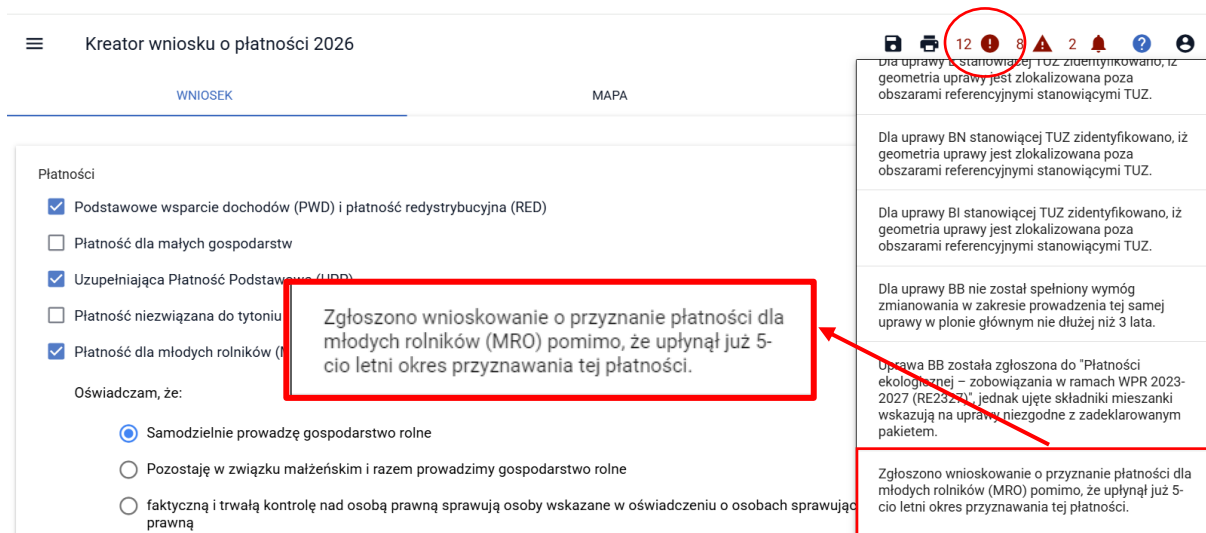 Kreator wniosku o płatności 2026
12 8 2
WNIOSEK
MAPA
Płatności
Podstawowe wsparcie dochodów (PWD) i płatność redystrybucyjna (RED)
Płatność dla małych gospodarstw
Uzupełniająca Płatność Podstawowa (UPP)
Płatność niezwiązana do tytoniu
Płatność dla młodych rolników (
Oświadczam, że:
Samodzielnie prowadzę gospodarstwo rolne
Pozostaję w związku małżeńskim i razem prowadzimy gospodarstwo rolne
faktyczną i trwałą kontrolę nad osobą prawną sprawują osoby wskazane w oświadczeniu o osobach sprawując
prawną
Zgłoszono wnioskowanie o przyznanie płatności dla
młodych rolników (MRO) pomimo, że upłynął już 5-
cio letni okres przyznawania tej płatności.
Dla uprawy stanowiącej TUZ zidentyfikowano, iż
geometria uprawy jest zlokalizowana poza
obszarami referencyjnymi stanowiącymi TUZ.
Dla uprawy BN stanowiącej TUZ zidentyfikowano, iż
geometria uprawy jest zlokalizowana poza
obszarami referencyjnymi stanowiącymi TUZ.
Dla uprawy BI stanowiącej TUZ zidentyfikowano, iż
geometria uprawy jest zlokalizowana poza
obszarami referencyjnymi stanowiącymi TUZ.
Dla uprawy BB nie został spełniony wymóg
zmianowania w zakresie prowadzenia tej samej
uprawy w plonie głównym nie dłużej niż 3 lata.
Uprawa BB została zgłoszona do "Płatności
ekologicznej – zobowiązania w ramach WPR 2023-
2027 (RE2327)", jednak ujęte składniki mieszanki
wskazują na uprawy niezgodne z zadeklarowanym
pakietem.
Zgłoszono wnioskowanie o przyznanie płatności dla
młodych rolników (MRO) pomimo, że upłynął już 5-
cio letni okres przyznawania tej płatności.